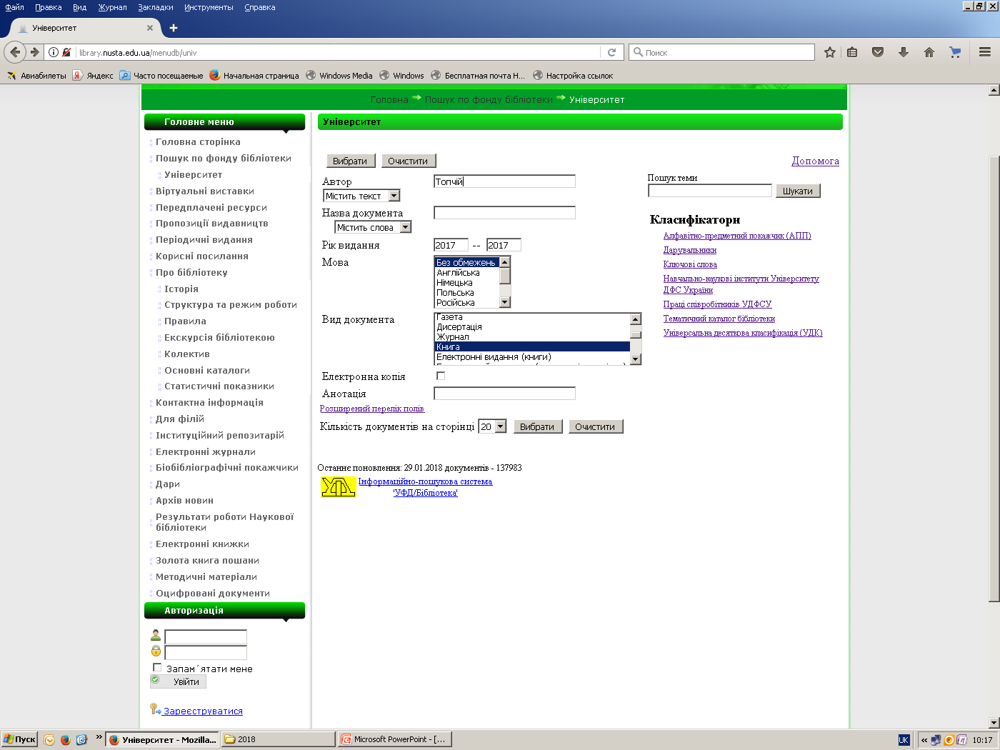 Файл Правка Вид Журнал Закладки Инструменты Справка
Університет
library.nusta.edu.ua/menudb/univ
Поиск
Авиабилеты Яндекс Часто посещаемые Начальная страница Windows Media Windows Бесплатная почта H... Настройка ссылок
Головна Пошук по фонду бібліотеки Університет
Головне меню
Головна сторінка
Пошук по фонду бібліотеки
Університет
Віртуальні виставки
Передплачені ресурси
Пропозиції видавництв
Періодичні видання
Корисні посилання
Про бібліотеку
Історія
Структура та режим роботи
Правила
Екскурсія бібліотекою
Колектив
Основні каталоги
Статистичні показники
Контактна інформація
Для філій
Інституційний репозитарій
Електронні журнали
Біобібліографічні покажчики
Дари
Архів новин
Результати роботи Наукової
бібліотеки
Електронні книжки
Золота книга пошани
Методичні матеріали
Оцифровані документи
Авторизація
Запам´ятати мене
Увійти
Зареєструватися
Університет
Вибрати Очистити
Допомога
Автор Топчій
Містить текст
Назва документа
Містить слова
Рік видання 2017 -- 2017
Мова
Без обмежень
Англійська
Німецька
Польська
Російська
Вид документа
Газета
Дисертація
Журнал
Книга
Електронні видання (книги)
Електронна копія
Анотація
Розширений перелік полів
Кількість документів на сторінці 20 Вибрати Очистити
Останнє поновлення: 29.01.2018 документів - 137983
УФД
Інформаційно-пошукова система
'УФД/Бібліотека'
Пошук теми
Шукати
Класифікатори
Алфавітно-предметний покажчик (АПП)
Дарувальники
Ключові слова
Навчально-наукові інститути Університету
ДФС України
Праці співробітників УДФСУ
Тематичний каталог бібліотеки
Універсальна десяткова класифікація (УДК)
Пуск » Університет - Mozilla... 2018 Microsoft PowerPoint - [... UK « 10:17